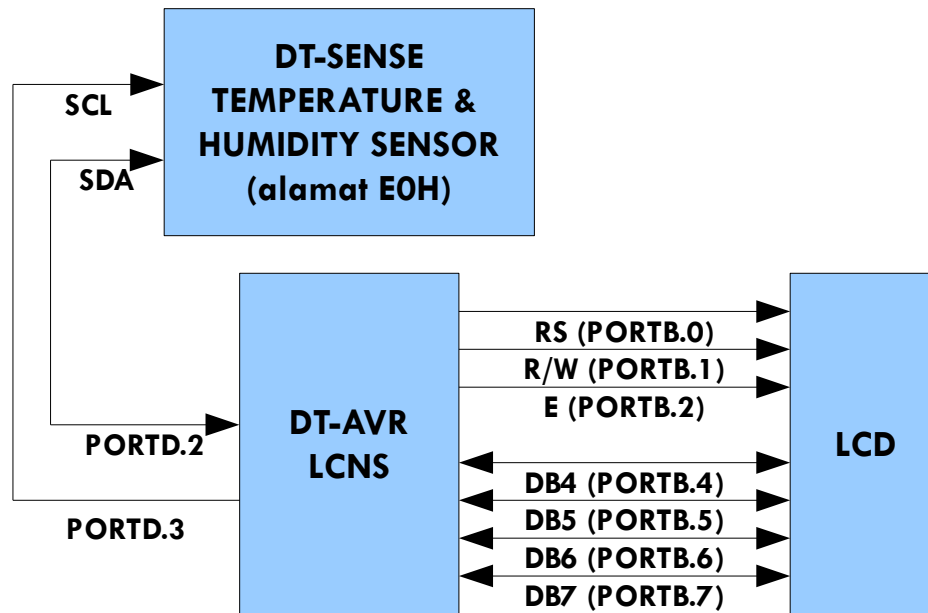 DT-SENSE
TEMPERATURE &
HUMIDITY SENSOR
(alamat E0H)
SCL
SDA
DT-AVR
LCNS
PORTD.2
PORTD.3
RS (PORTB.0)
R/W (PORTB.1)
E (PORTB.2)
DB4 (PORTB.4)
DB5 (PORTB.5)
DB6 (PORTB.6)
DB7 (PORTB.7)
LCD